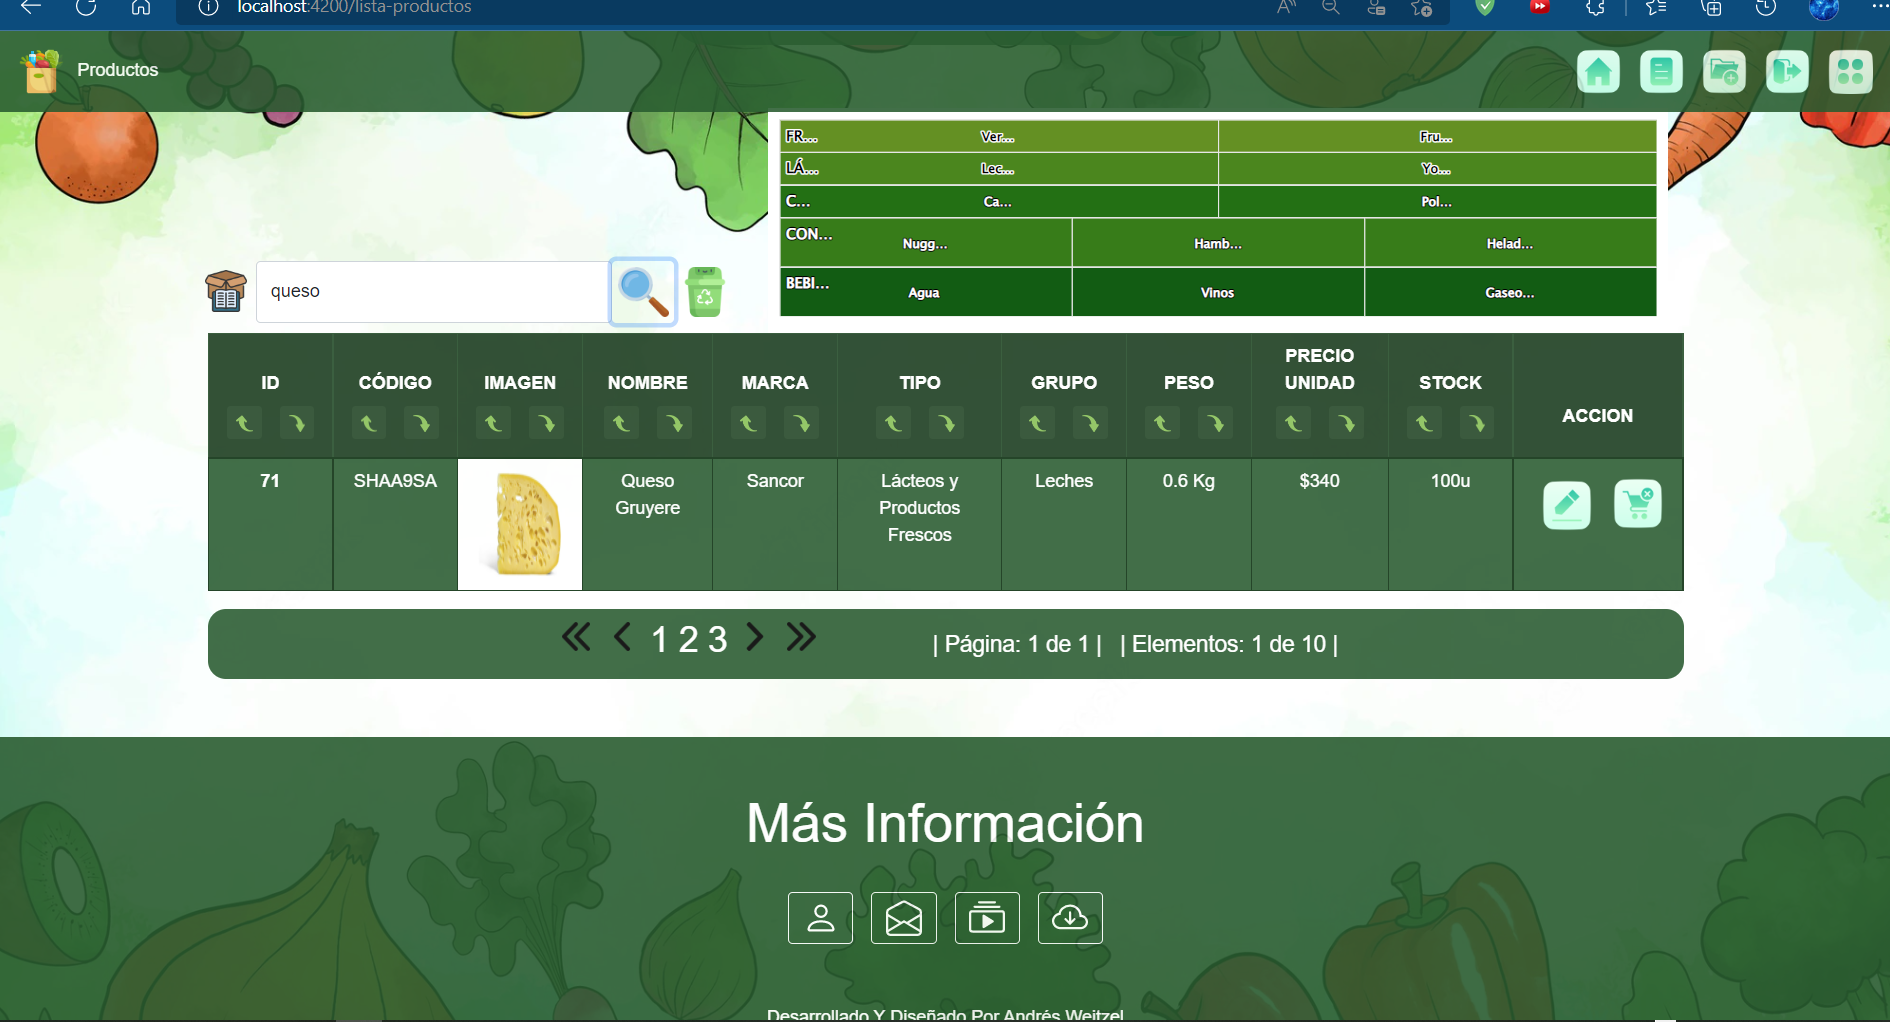 localhost:4200/lista-productos
Productos
FR... Ver... Fru...
LÁ... Lec... Yo...
C... Ca... Pol...
CON... Nugg... Hamb... Helad...
BEBI... Agua Vinos Gaseo...
queso
ID CÓDIGO IMAGEN NOMBRE MARCA TIPO GRUPO PESO PRECIO UNIDAD STOCK ACCION
71 SHAA9SA Queso Gruyere Sancor Lácteos y Productos Frescos Leches 0.6 Kg $340 100u
1 2 3 | Página: 1 de 1 | | Elementos: 1 de 10 |
Más Información
Desarrollado Y Diseñado Por Andrés Weitzel